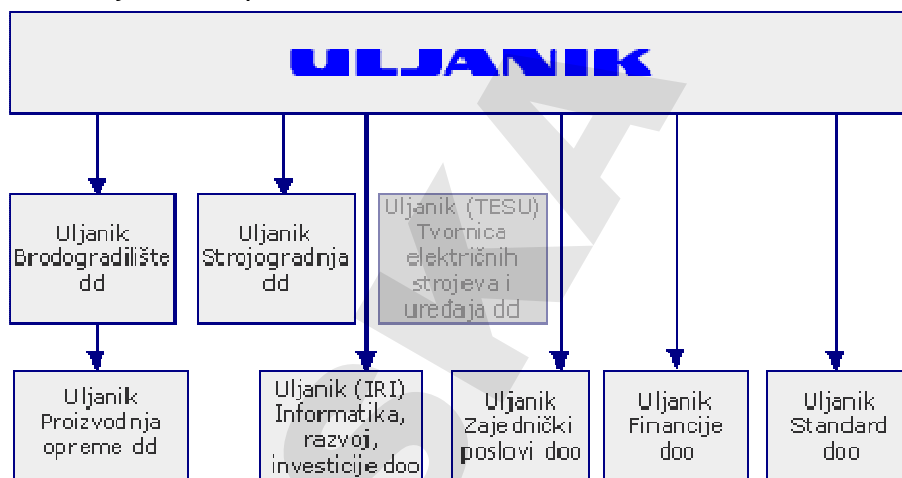 ULJANIK
Uljanik
Brodogradilište
dd
Uljanik
Strojogradnja
dd
Uljanik (TESU)
Tvornica
električnih
strojeva i
uređaja dd
Uljanik
Proizvodnja
opreme dd
Uljanik (IRI)
Informatika,
razvoj,
investicije doo
Uljanik
Zajednički
poslovi doo
Uljanik
Financije
doo
Uljanik
Standard
doo
SKA